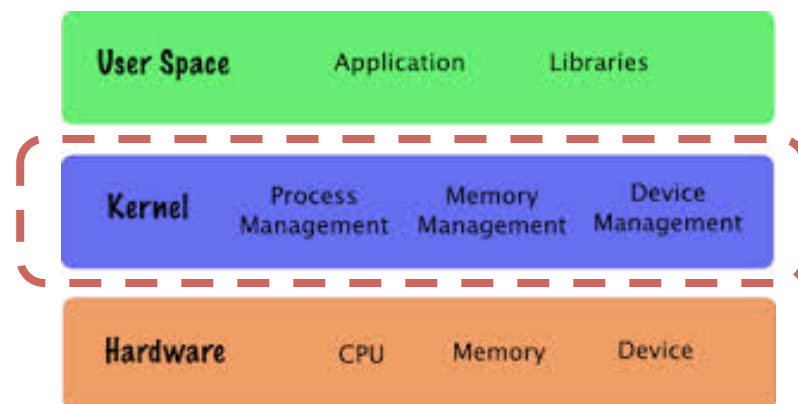 User Space Application Libraries
Kernel Process Management Memory Management Device Management
Hardware CPU Memory Device